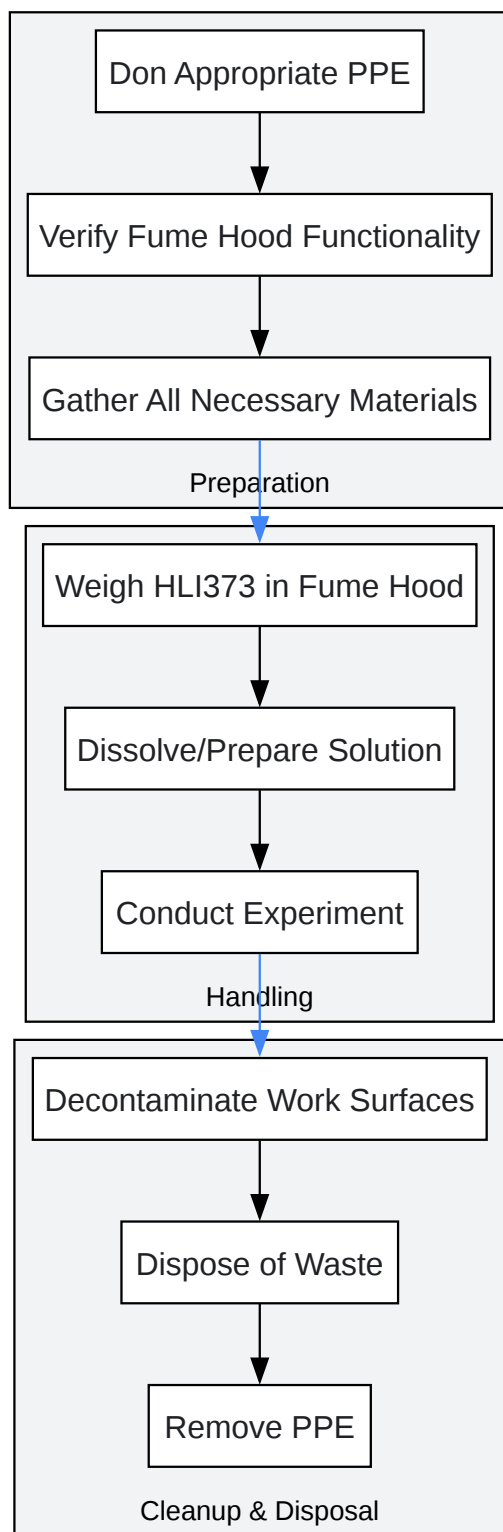 Don Appropriate PPE
Verify Fume Hood Functionality
Gather All Necessary Materials
Preparation
Weigh HLI373 in Fume Hood
Dissolve/Prepare Solution
Conduct Experiment
Handling
Decontaminate Work Surfaces
Dispose of Waste
Remove PPE
Cleanup & Disposal